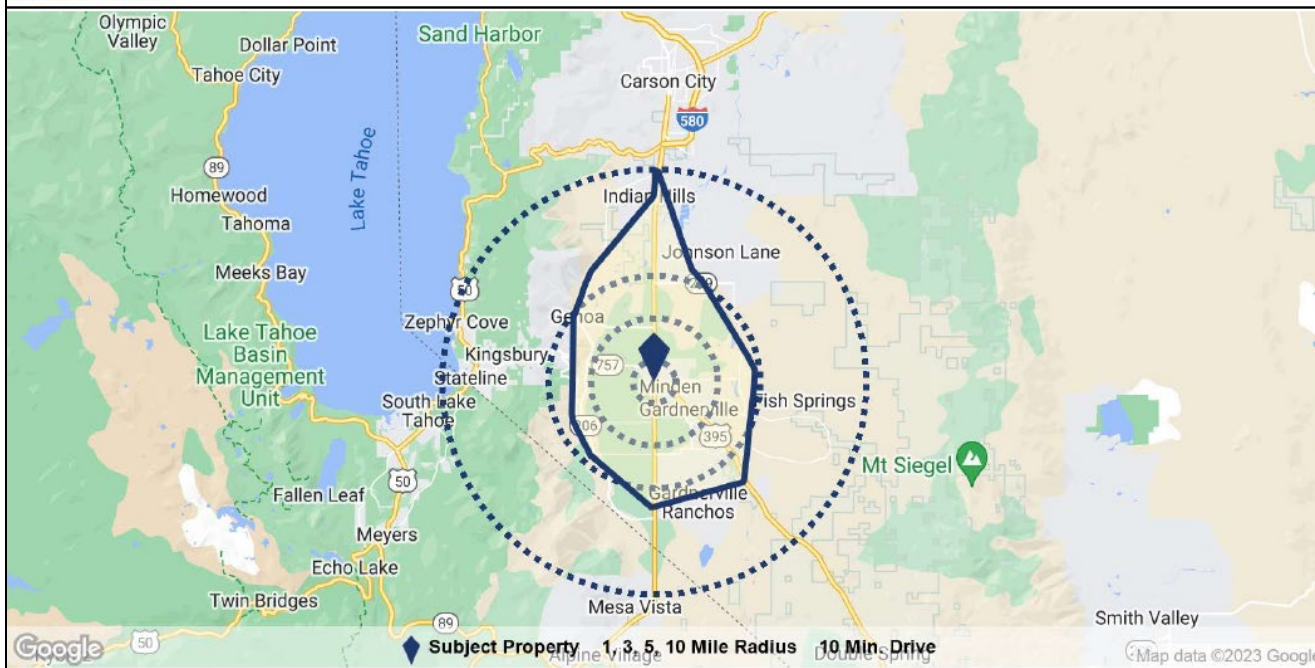 Olympic
Valley
Dollar Point
Sand Harbor
Tahoe City
Carson City
580
89
Lake Tahoe
Homewood
Indian Hills
Tahoma
Johnson Lane
Meeks Bay
50
Genoa
Zephyr Cove
Lake Tahoe
Basin
Management
Unit
Kingsbury
757
Stateline
Minden
South Lake
Tahoe
Gardnerville
Fish Springs
206
395
Mt Siegel
50
Fallen Leaf
Gardnerville
Ranchos
Meyers
Echo Lake
Twin Bridges
Mesa Vista
Smith Valley
89
Google
50
Subject Property 1, 3, 5, 10 Mile Radius 10 Min. Drive
Alpine Village
Double Spring
Map data ©2023 Google